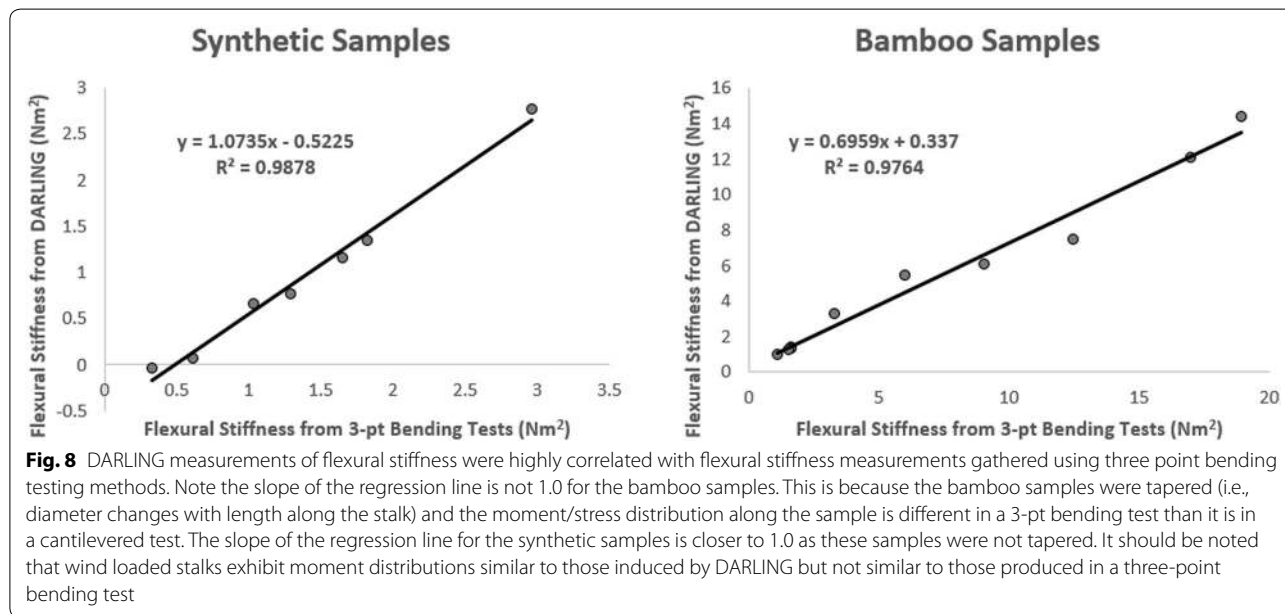 Synthetic Samples
Flexural Stiffness from DARLING (Nm²)
3
2.5
2
1.5
1
0.5
0
-0.5
y = 1.0735x - 0.5225
R² = 0.9878
0 0.5 1 1.5 2 2.5 3 3.5
Flexural Stiffness from 3-pt Bending Tests (Nm²)
Bamboo Samples
Flexural Stiffness from DARLING (Nm²)
16
14
12
10
8
6
4
2
0
y = 0.6959x + 0.337
R² = 0.9764
0 5 10 15 20
Flexural Stiffness from 3-pt Bending Tests (Nm²)
Fig. 8 DARLING measurements of flexural stiffness were highly correlated with flexural stiffness measurements gathered using three point bending
testing methods. Note the slope of the regression line is not 1.0 for the bamboo samples. This is because the bamboo samples were tapered (i.e.,
diameter changes with length along the stalk) and the moment/stress distribution along the sample is different in a 3-pt bending test than it is in
a cantilevered test. The slope of the regression line for the synthetic samples is closer to 1.0 as these samples were not tapered. It should be noted
that wind loaded stalks exhibit moment distributions similar to those induced by DARLING but not similar to those produced in a three-point
bending test